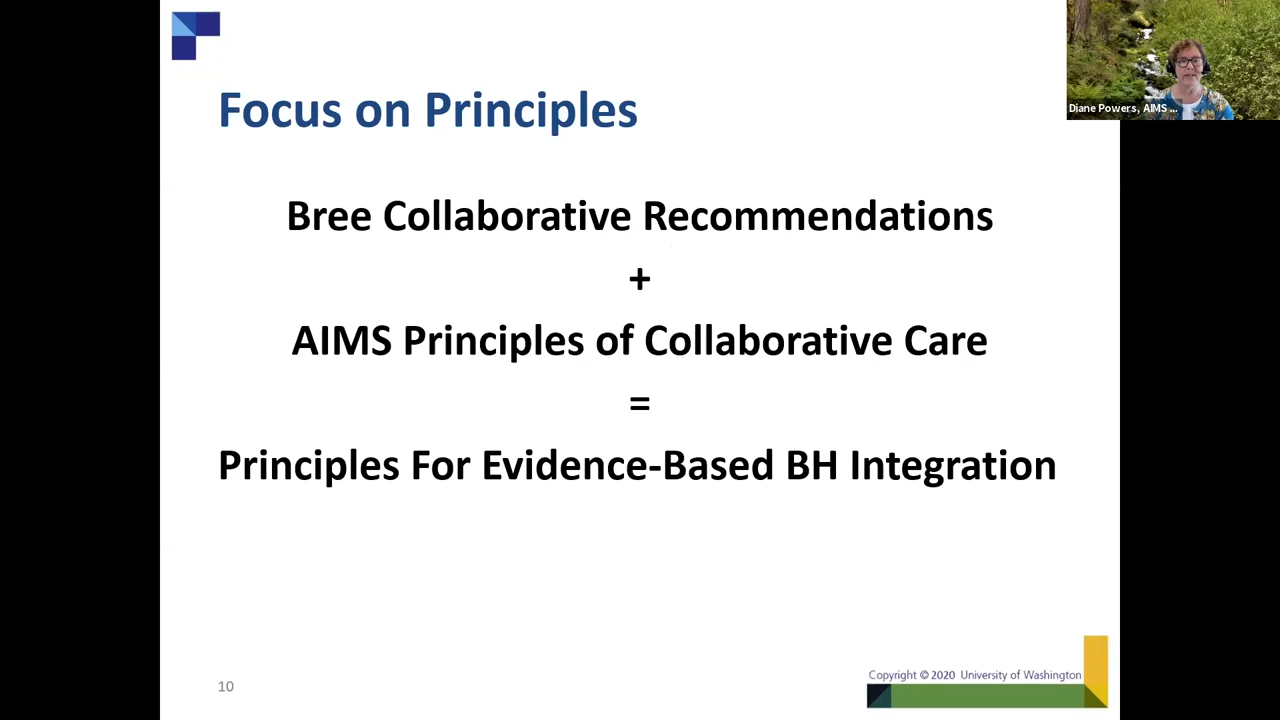 Diane Powers, AIMS ...
Focus on Principles
Bree Collaborative Recommendations
+
AIMS Principles of Collaborative Care
=
Principles For Evidence-Based BH Integration
10
Copyright © 2020 University of Washington